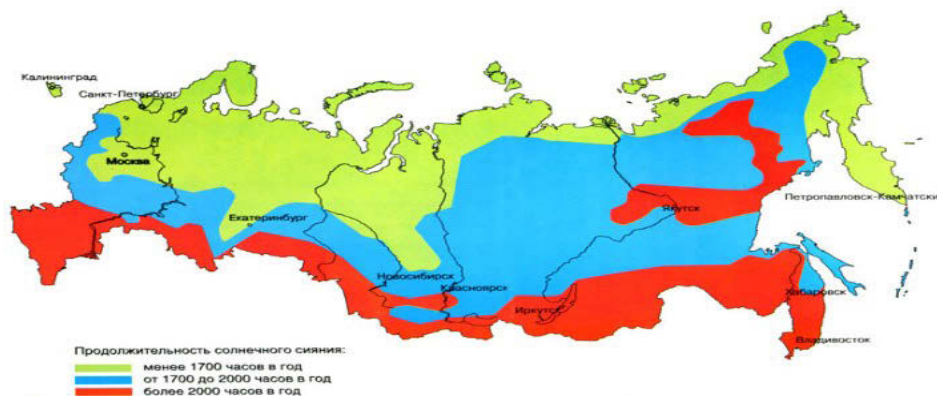 Калининград
Санкт-Петербург
Москва
Екатеринбург
Новосибирск
Красноярск
Иркутск
Якутск
Петропавловск-Камчатски
Хабаровск
Владивосток
Продолжительность солнечного сияния:
менее 1700 часов в год
от 1700 до 2000 часов в год
более 2000 часов в год